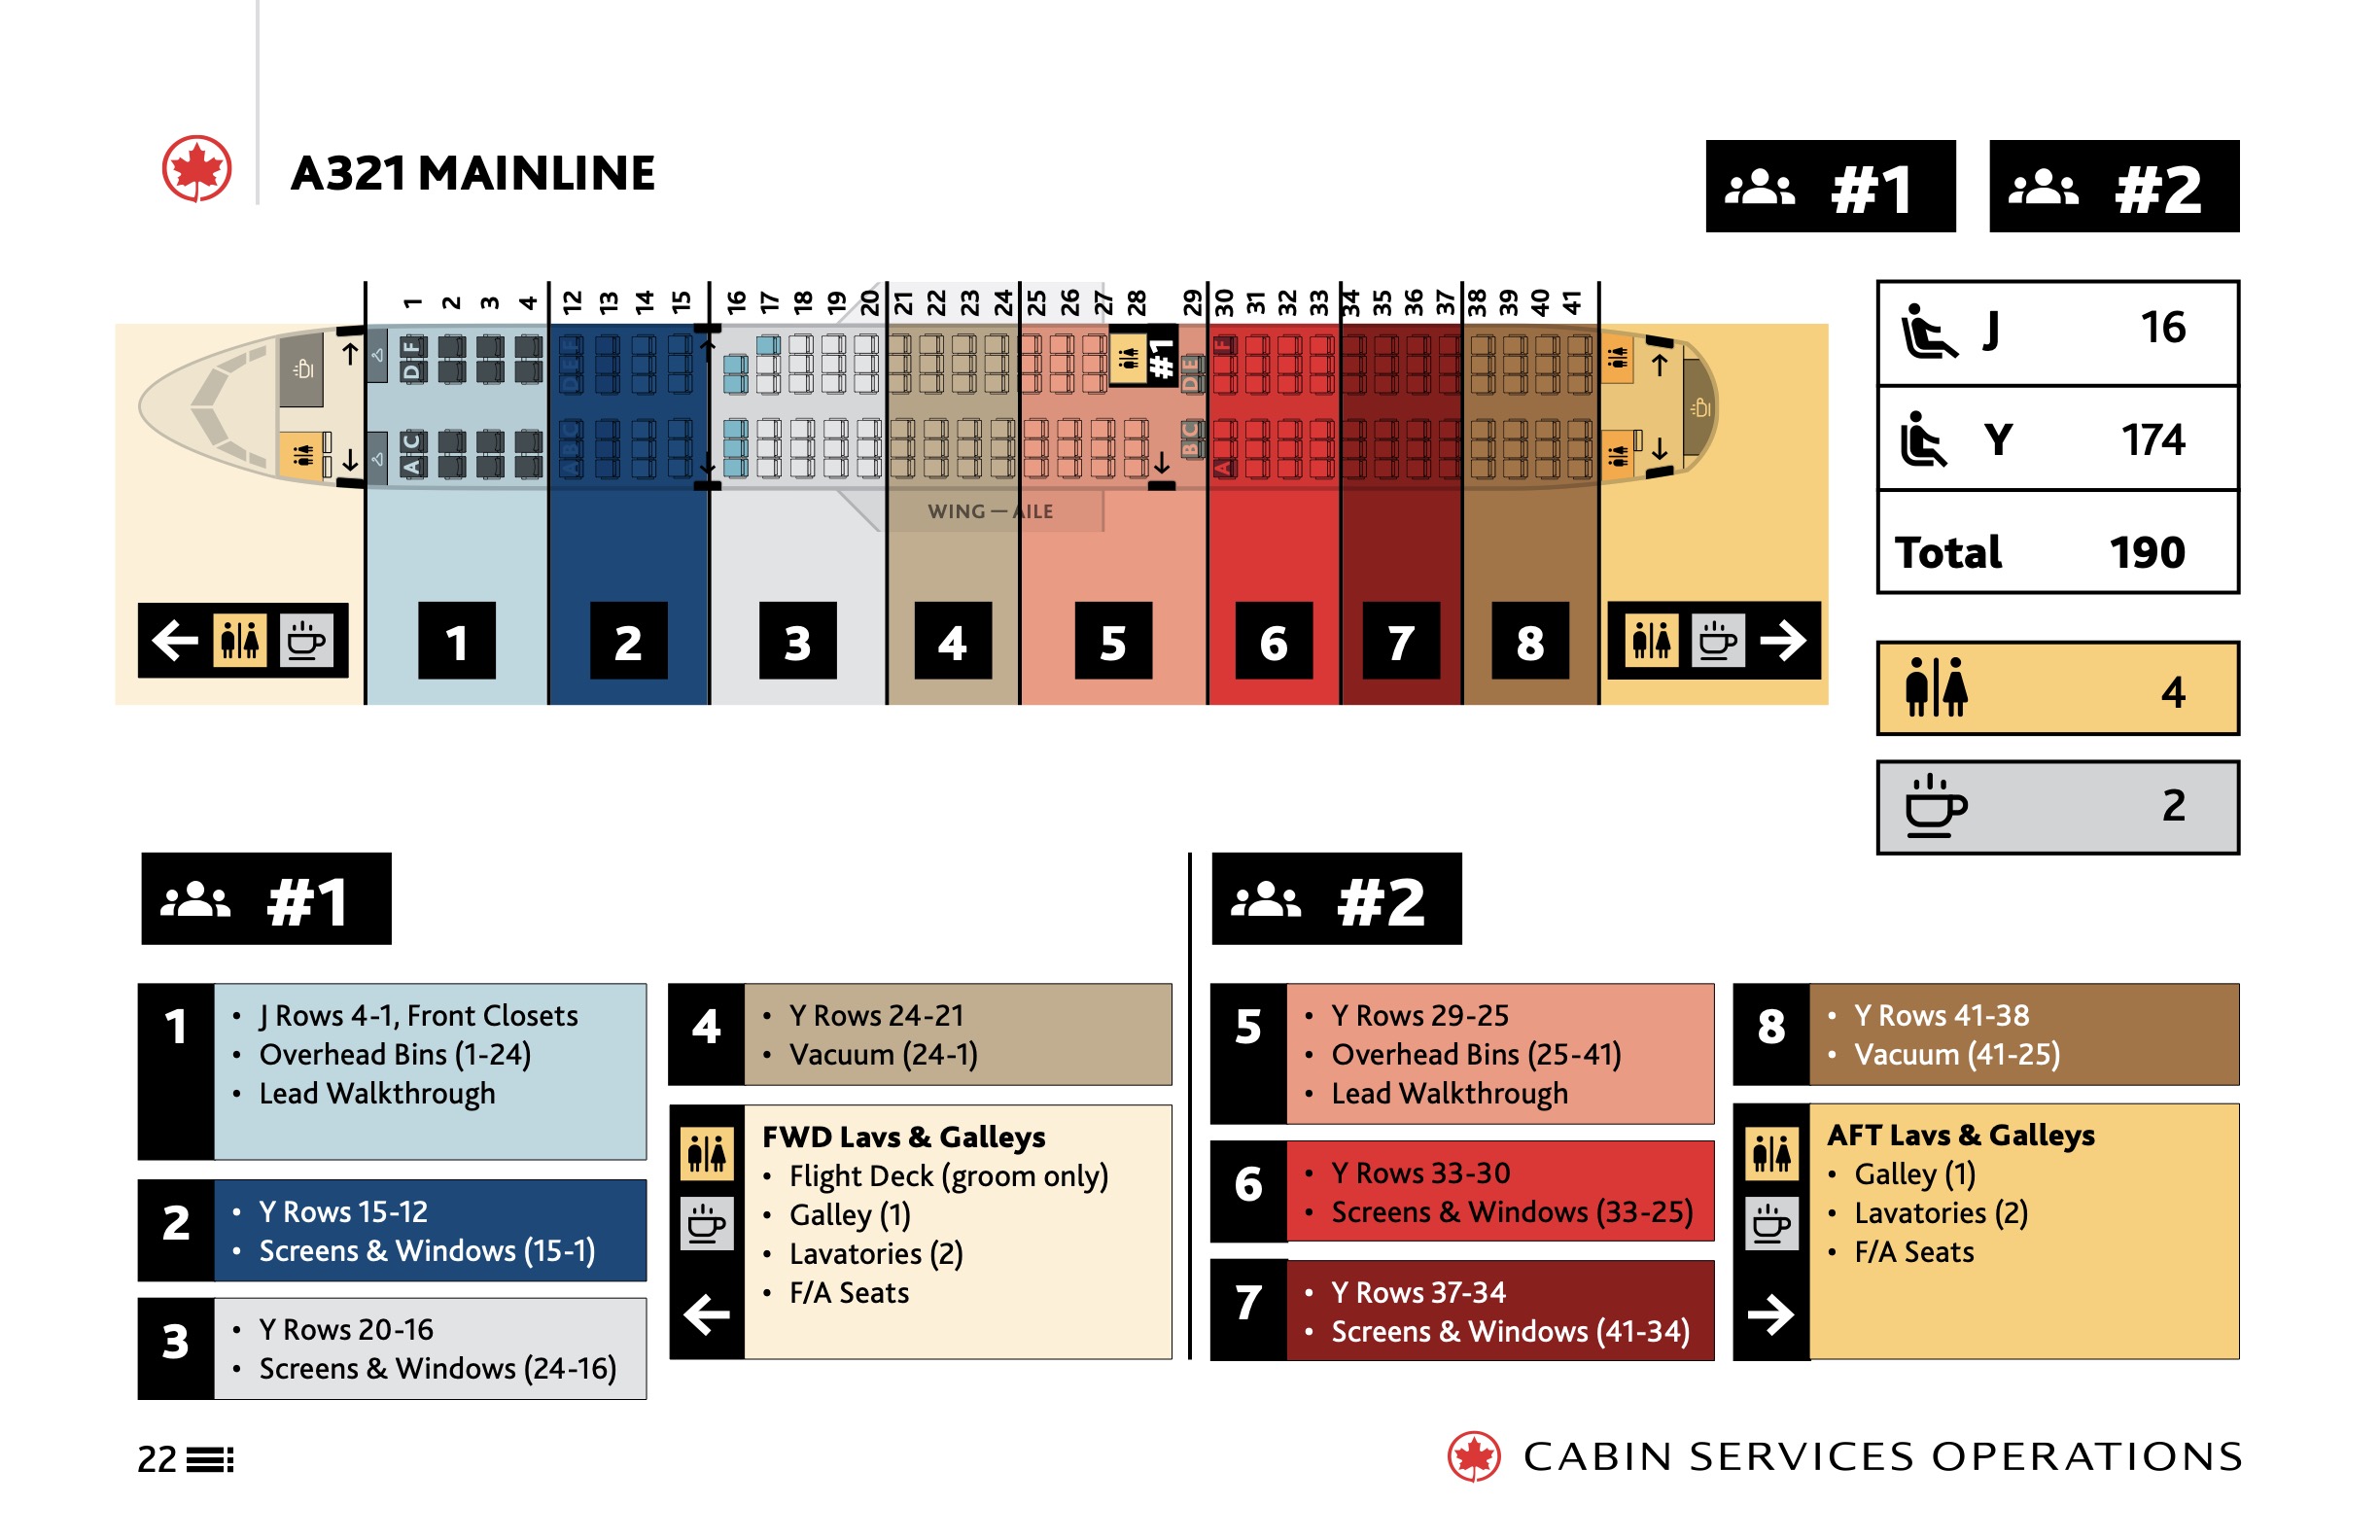 A321 MAINLINE
#1
#2
1 2 3 4 12 13 14 15 16 17 18 19 20 21 22 23 24 25 26 27 28 29 30 31 32 33 34 35 36 37 38 39 40 41
D F
A C
DEF
ABC
#1
DE
BC
F
A
WING — AILE
1 2 3 4 5 6 7 8
J 16
Y 174
Total 190
4
2
#1
1
• J Rows 4-1, Front Closets
• Overhead Bins (1-24)
• Lead Walkthrough
2
• Y Rows 15-12
• Screens & Windows (15-1)
3
• Y Rows 20-16
• Screens & Windows (24-16)
4
• Y Rows 24-21
• Vacuum (24-1)
FWD Lavs & Galleys
• Flight Deck (groom only)
• Galley (1)
• Lavatories (2)
• F/A Seats
#2
5
• Y Rows 29-25
• Overhead Bins (25-41)
• Lead Walkthrough
6
• Y Rows 33-30
• Screens & Windows (33-25)
7
• Y Rows 37-34
• Screens & Windows (41-34)
8
• Y Rows 41-38
• Vacuum (41-25)
AFT Lavs & Galleys
• Galley (1)
• Lavatories (2)
• F/A Seats
22
CABIN SERVICES OPERATIONS